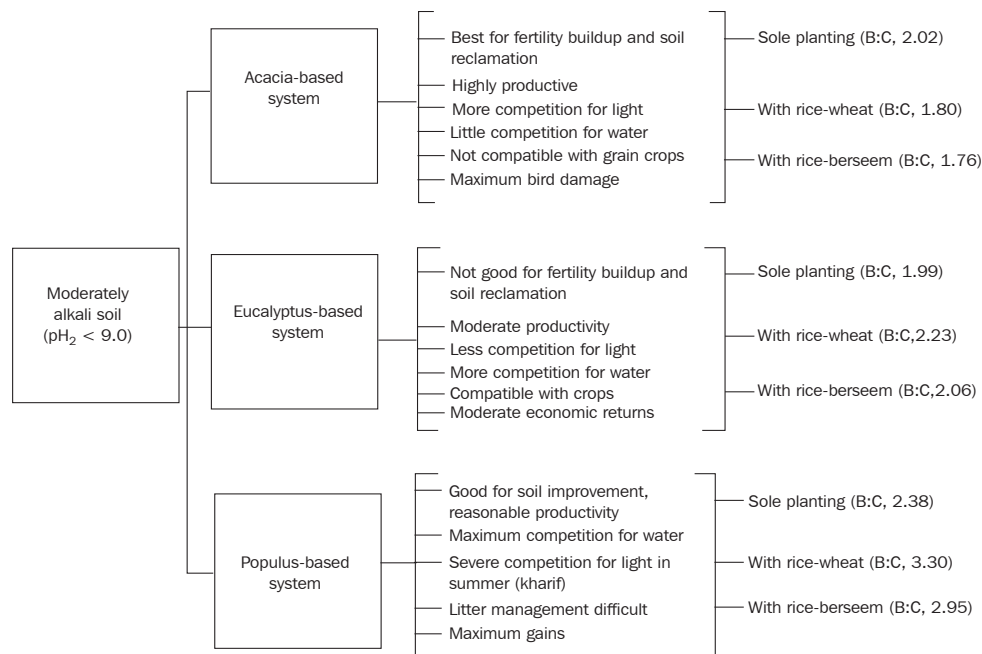 Moderately
alkali soil
(pH₂ < 9.0)
Acacia-based
system
Best for fertility buildup and soil
reclamation
Highly productive
More competition for light
Little competition for water
Not compatible with grain crops
Maximum bird damage
Sole planting (B:C, 2.02)
With rice-wheat (B:C, 1.80)
With rice-berseem (B:C, 1.76)
Eucalyptus-based
system
Not good for fertility buildup and
soil reclamation
Moderate productivity
Less competition for light
More competition for water
Compatible with crops
Moderate economic returns
Sole planting (B:C, 1.99)
With rice-wheat (B:C,2.23)
With rice-berseem (B:C,2.06)
Populus-based
system
Good for soil improvement,
reasonable productivity
Maximum competition for water
Severe competition for light in
summer (kharif)
Litter management difficult
Maximum gains
Sole planting (B:C, 2.38)
With rice-wheat (B:C, 3.30)
With rice-berseem (B:C, 2.95)